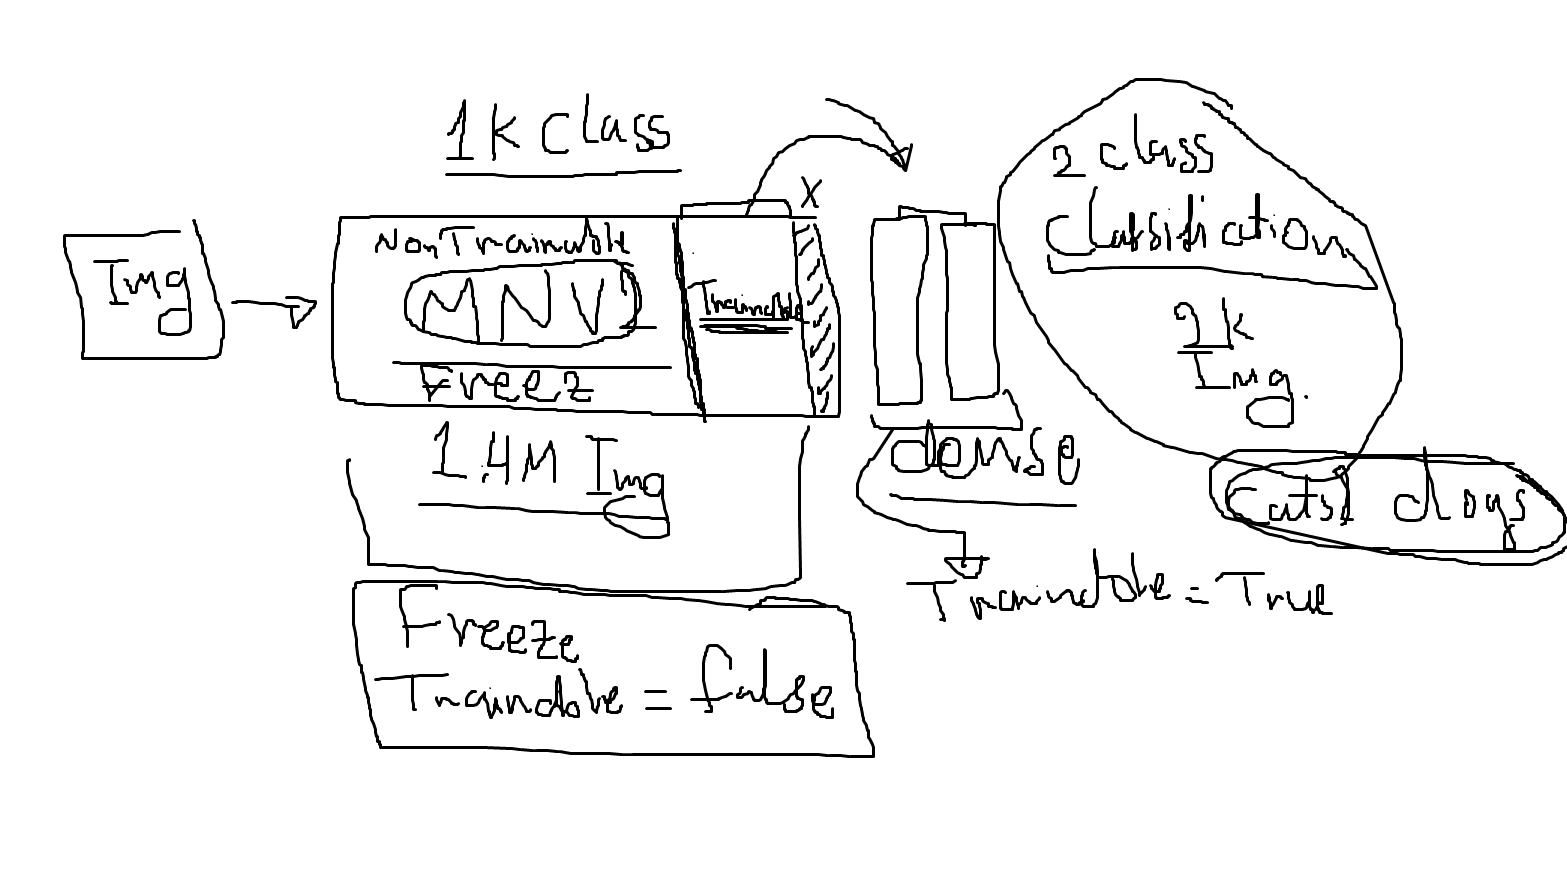 1K Class
X
2 class
classification
2k
Img.
Img
NonTrainable
MNV2
Trainable
Freez
1.4M Img
dense
Cats | dogs
Trainable = True
Freeze
Trainable = false